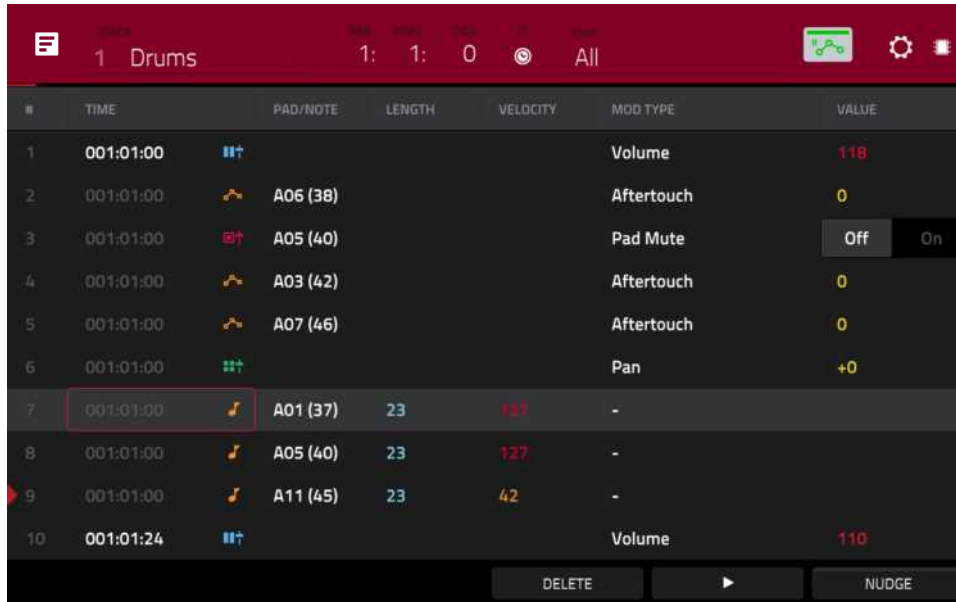 1 Drums 1: 1: 0 All
# TIME PAD/NOTE LENGTH VELOCITY MOD TYPE VALUE
1 001:01:00 Volume 118
2 001:01:00 A06 (38) Aftertouch 0
3 001:01:00 A05 (40) Pad Mute Off On
4 001:01:00 A03 (42) Aftertouch 0
5 001:01:00 A07 (46) Aftertouch 0
6 001:01:00 Pan +0
7 001:01:00 A01 (37) 23 127 -
8 001:01:00 A05 (40) 23 127 -
9 001:01:00 A11 (45) 23 42 -
10 001:01:24 Volume 110
DELETE NUDGE